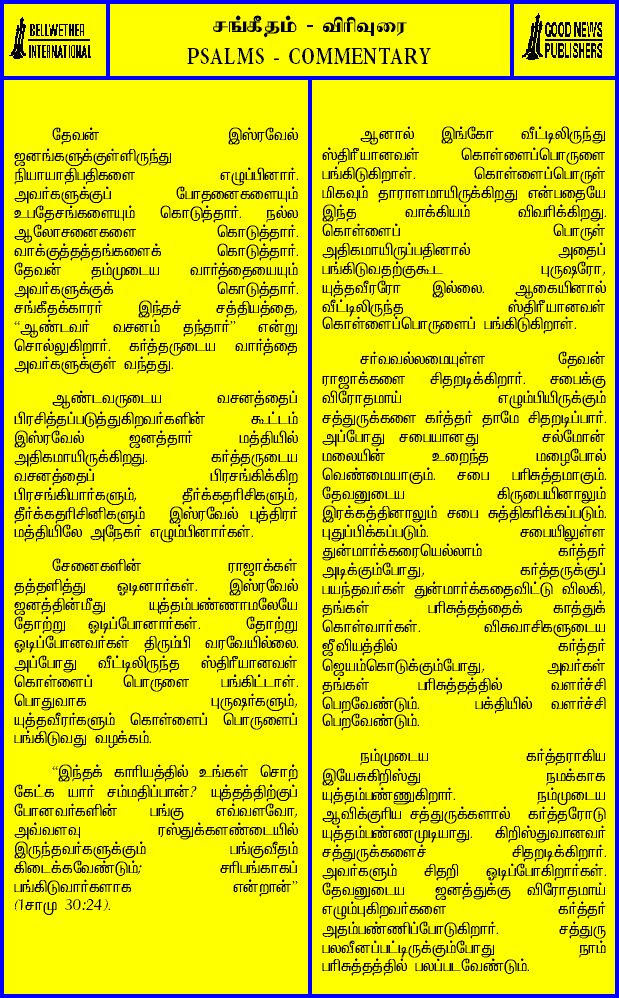 BELLWETHER
INTERNATIONAL
சங்கீதம் - விரிவுரை
PSALMS - COMMENTARY
GOOD NEWS
PUBLISHERS
தேவன் இஸ்ரவேல்
ஜனங்களுக்குள்ளிருந்து
நியாயாதிபதிகளை எழுப்பினார்.
அவர்களுக்குப் போதனைகளையும்
உபதேசங்களையும் கொடுத்தார். நல்ல
ஆலோசனைகளை கொடுத்தார்.
வாக்குத்தத்தங்களைக் கொடுத்தார்.
தேவன் தம்முடைய வார்த்தையையும்
அவர்களுக்குக் கொடுத்தார்.
சங்கீதக்காரர் இந்தச் சத்தியத்தை,
“ஆண்டவர் வசனம் தந்தார்” என்று
சொல்லுகிறார். கர்த்தருடைய வார்த்தை
அவர்களுக்குள் வந்தது.
ஆண்டவருடைய வசனத்தைப்
பிரசித்தப்படுத்துகிறவர்களின் கூட்டம்
இஸ்ரவேல் ஜனத்தார் மத்தியில்
அதிகமாயிருக்கிறது. கர்த்தருடைய
வசனத்தைப் பிரசங்கிக்கிற
பிரசங்கியார்களும், தீர்க்கதரிசிகளும்,
தீர்க்கதரிசினிகளும் இஸ்ரவேல் புத்திரர்
மத்தியிலே அநேகர் எழும்பினார்கள்.
சேனைகளின் ராஜாக்கள்
தத்தளித்து ஓடினார்கள். இஸ்ரவேல்
ஜனத்தின்மீது யுத்தம்பண்ணாமலேயே
தோற்று ஓடிப்போனார்கள். தோற்று
ஓடிப்போனவர்கள் திரும்பி வரவேயில்லை.
அப்போது வீட்டிலிருந்த ஸ்திரீயானவள்
கொள்ளைப் பொருளை பங்கிட்டாள்.
பொதுவாக புருஷர்களும்,
யுத்தவீரர்களும் கொள்ளைப் பொருளைப்
பங்கிடுவது வழக்கம்.
“இந்தக் காரியத்தில் உங்கள் சொற்
கேட்க யார் சம்மதிப்பான்? யுத்தத்திற்குப்
போனவர்களின் பங்கு எவ்வளவோ,
அவ்வளவு ரஸ்துக்களண்டையில்
இருந்தவர்களுக்கும் பங்குவீதம்
கிடைக்கவேண்டும்; சரிபங்காகப்
பங்கிடுவார்களாக என்றான்”
(1சாமு 30:24).
ஆனால் இங்கோ வீட்டிலிருந்து
ஸ்திரீயானவள் கொள்ளைப்பொருளை
பங்கிடுகிறாள். கொள்ளைப்பொருள்
மிகவும் தாராளமாயிருக்கிறது என்பதையே
இந்த வாக்கியம் விவரிக்கிறது.
கொள்ளைப் பொருள்
அதிகமாயிருப்பதினால் அதைப்
பங்கிடுவதற்குகூட புருஷரோ,
யுத்தவீரரோ இல்லை. ஆகையினால்
வீட்டிலிருந்த ஸ்திரீயானவள்
கொள்ளைப்பொருளைப் பங்கிடுகிறாள்.
சர்வவல்லமையுள்ள தேவன்
ராஜாக்களை சிதறடிக்கிறார். சபைக்கு
விரோதமாய் எழும்பியிருக்கும்
சத்துருக்களை கர்த்தர் தாமே சிதறடிப்பார்.
அப்போது சபையானது சல்மோன்
மலையின் உறைந்த மழைபோல்
வெண்மையாகும். சபை பரிசுத்தமாகும்.
தேவனுடைய கிருபையினாலும்
இரக்கத்தினாலும் சபை சுத்திகரிக்கப்படும்.
புதுப்பிக்கப்படும். சபையிலுள்ள
துன்மார்க்கரையெல்லாம் கர்த்தர்
அடிக்கும்போது, கர்த்தருக்குப்
பயந்தவர்கள் துன்மார்க்கதைவிட்டு விலகி,
தங்கள் பரிசுத்தத்தைக் காத்துக்
கொள்வார்கள். விசுவாசிகளுடைய
ஜீவியத்தில் கர்த்தர்
ஜெயம்கொடுக்கும்போது, அவர்கள்
தங்கள் பரிசுத்தத்தில் வளர்ச்சி
பெறவேண்டும். பக்தியில் வளர்ச்சி
பெறவேண்டும்.
நம்முடைய கர்த்தராகிய
இயேசுகிறிஸ்து நமக்காக
யுத்தம்பண்ணுகிறார். நம்முடைய
ஆவிக்குரிய சத்துருக்களால் கர்த்தரோடு
யுத்தம்பண்ணமுடியாது. கிறிஸ்துவானவர்
சத்துருக்களைச் சிதறடிக்கிறார்.
அவர்களும் சிதறி ஓடிப்போகிறார்கள்.
தேவனுடைய ஜனத்துக்கு விரோதமாய்
எழும்புகிறவர்களை கர்த்தர்
அதம்பண்ணிப்போடுகிறார். சத்துரு
பலவீனப்பட்டிருக்கும்போது நாம்
பரிசுத்தத்தில் பலப்படவேண்டும்.